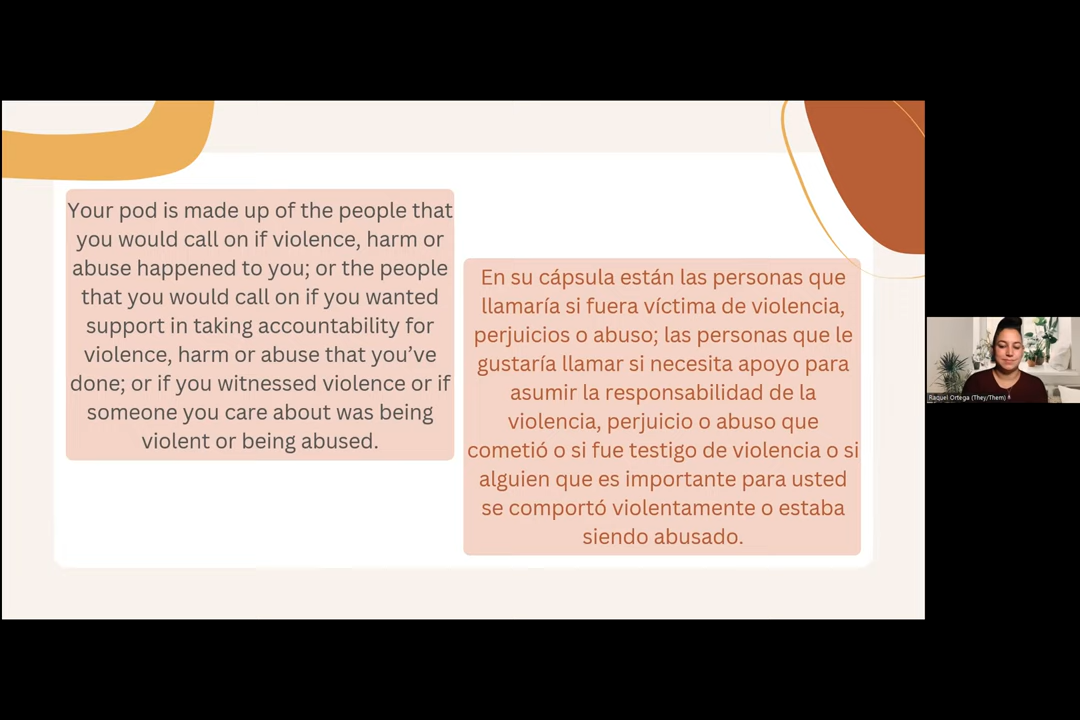 Your pod is made up of the people that
you would call on if violence, harm or
abuse happened to you; or the people
that you would call on if you wanted
support in taking accountability for
violence, harm or abuse that you’ve
done; or if you witnessed violence or if
someone you care about was being
violent or being abused.
En su cápsula están las personas que
llamaría si fuera víctima de violencia,
perjuicios o abuso; las personas que le
gustaría llamar si necesita apoyo para
asumir la responsabilidad de la
violencia, perjuicio o abuso que
cometió o si fue testigo de violencia o si
alguien que es importante para usted
se comportó violentamente o estaba
siendo abusado.
Raquel Ortega (They/Them)